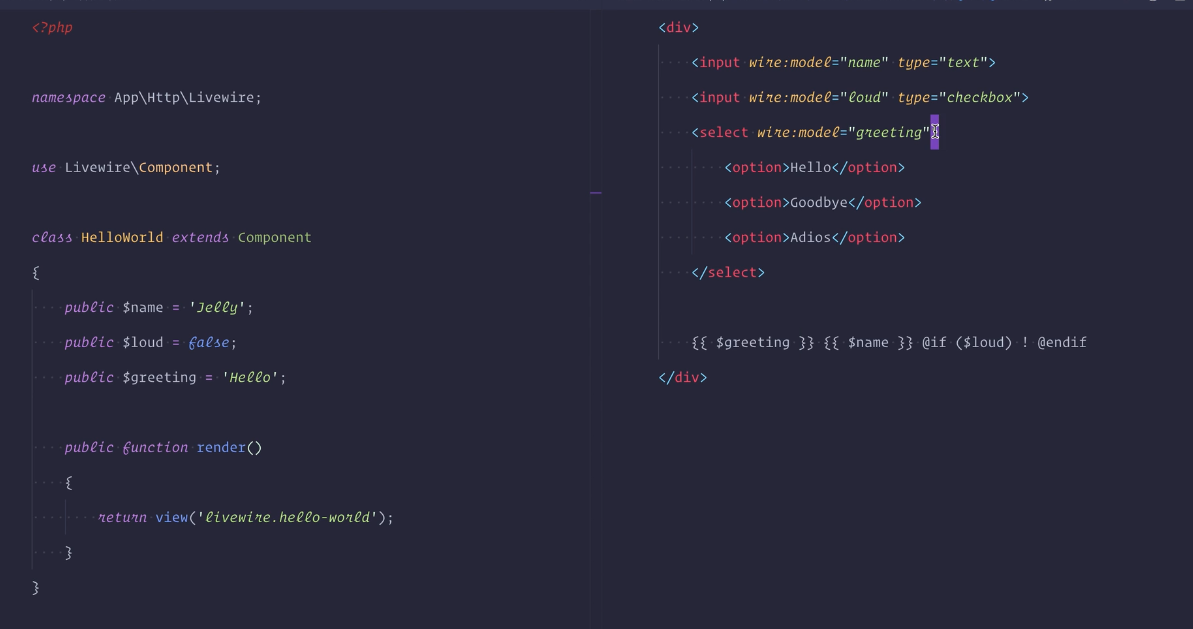 <?php
namespace App\Http\Livewire;
use Livewire\Component;
class HelloWorld extends Component
{
public $name = 'Jelly';
public $loud = false;
public $greeting = 'Hello';
public function render()
{
return view('livewire.hello-world');
}
}
<div>
<input wire:model="name" type="text">
<input wire:model="loud" type="checkbox">
<select wire:model="greeting">
<option>Hello</option>
<option>Goodbye</option>
<option>Adios</option>
</select>
{{ $greeting }} {{ $name }} @if ($loud) ! @endif
</div>